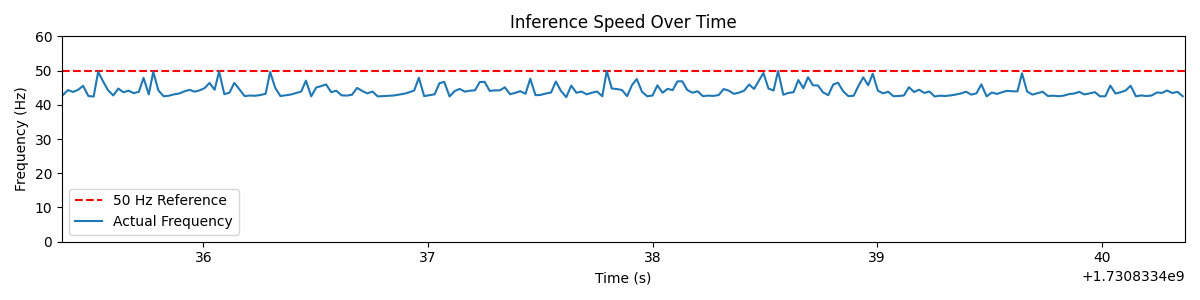 Inference Speed Over Time
Frequency (Hz)
60
50
40
30
20
10
0
50 Hz Reference
Actual Frequency
36 37 38 39 40
Time (s)
+1.7308334e9